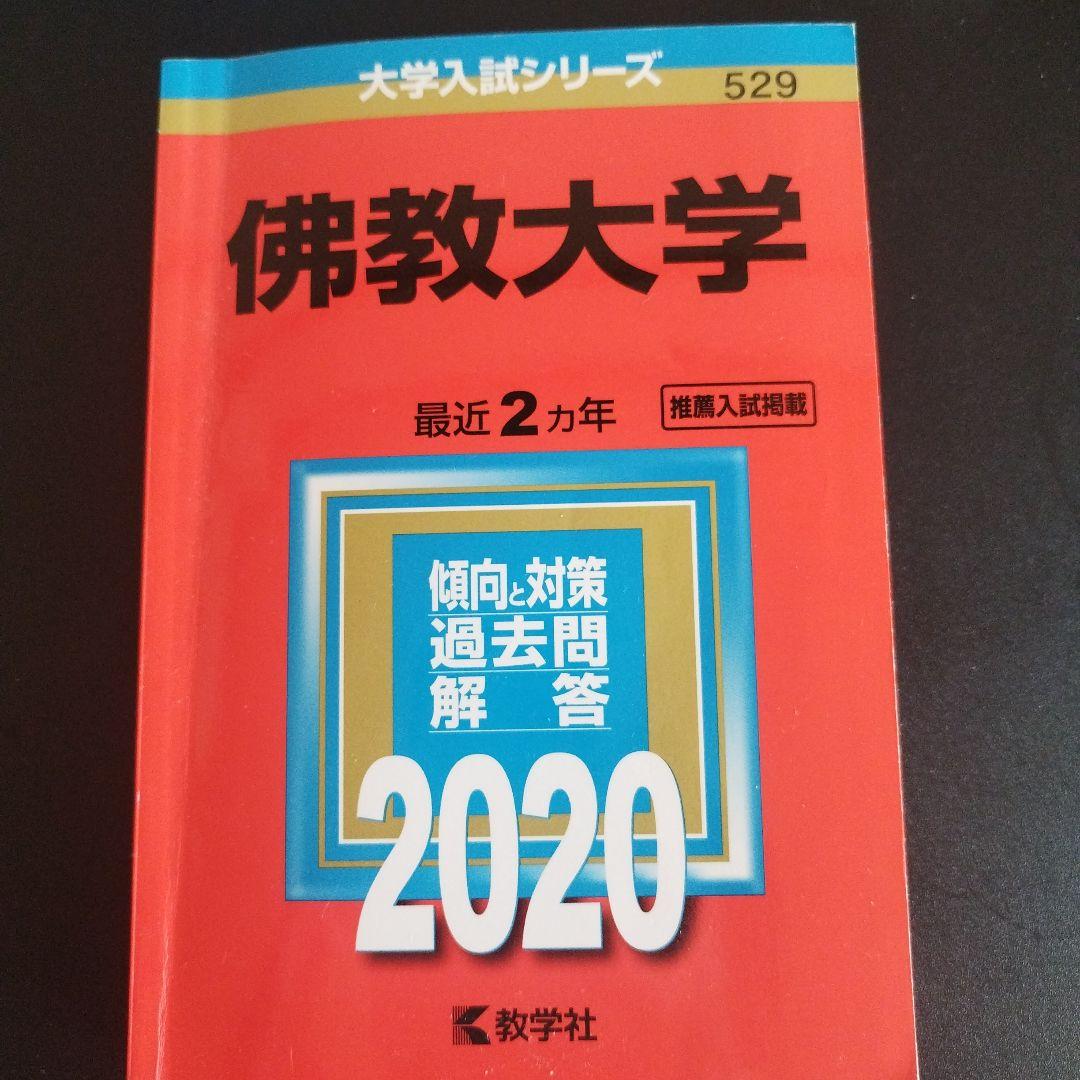 大学入試シリーズ
529
佛教大学
最近2カ年
推薦入試掲載
傾向と対策
過去問
解答
2020
教学社